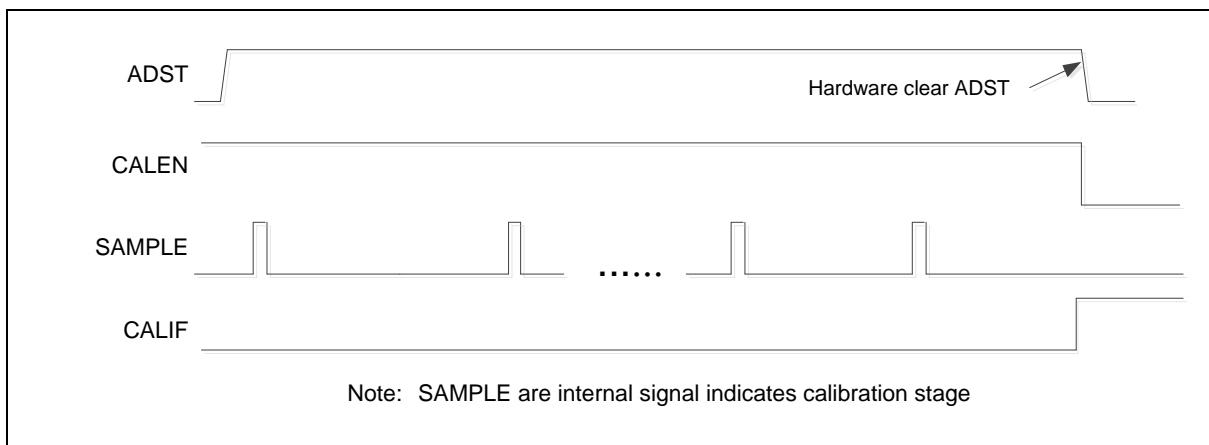 ADST
Hardware clear ADST
CALEN
SAMPLE
......
CALIF
Note: SAMPLE are internal signal indicates calibration stage